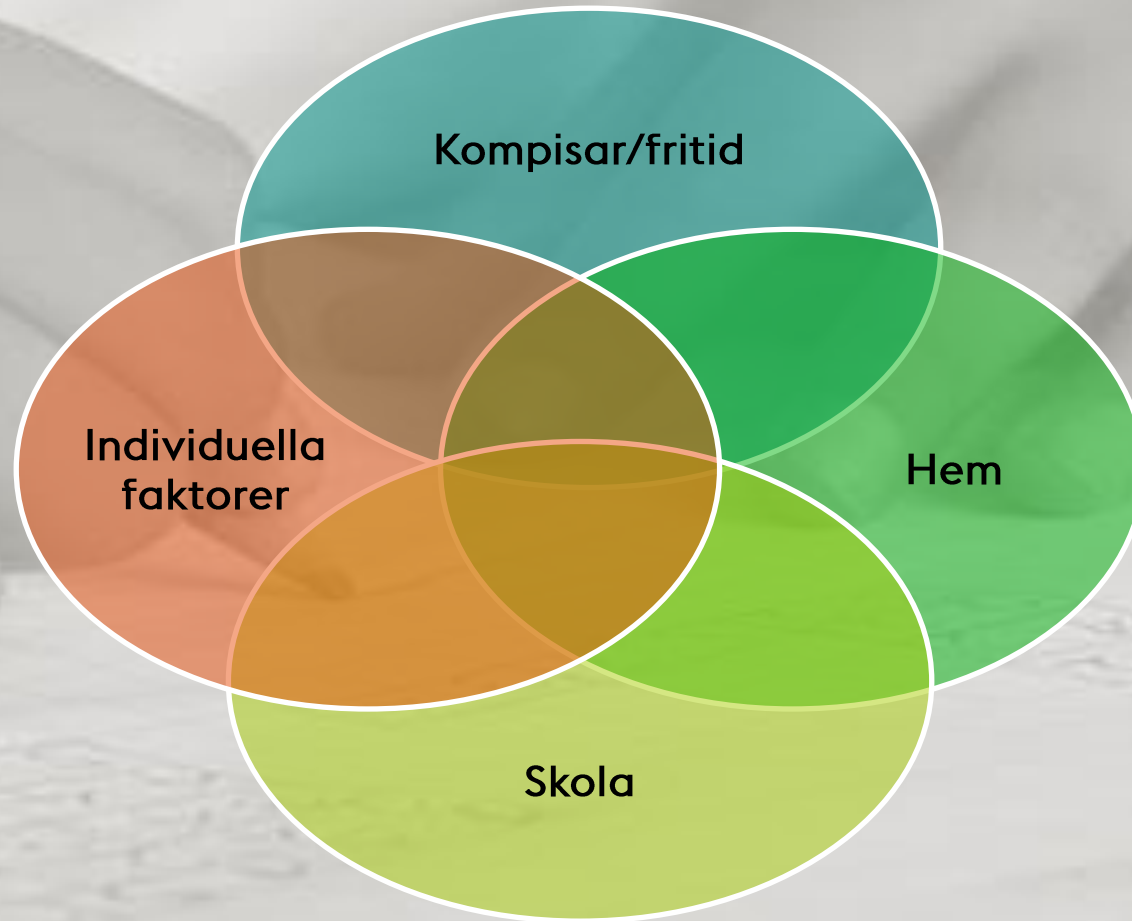 Kompisar/fritid
Individuella
faktorer
Hem
Skola